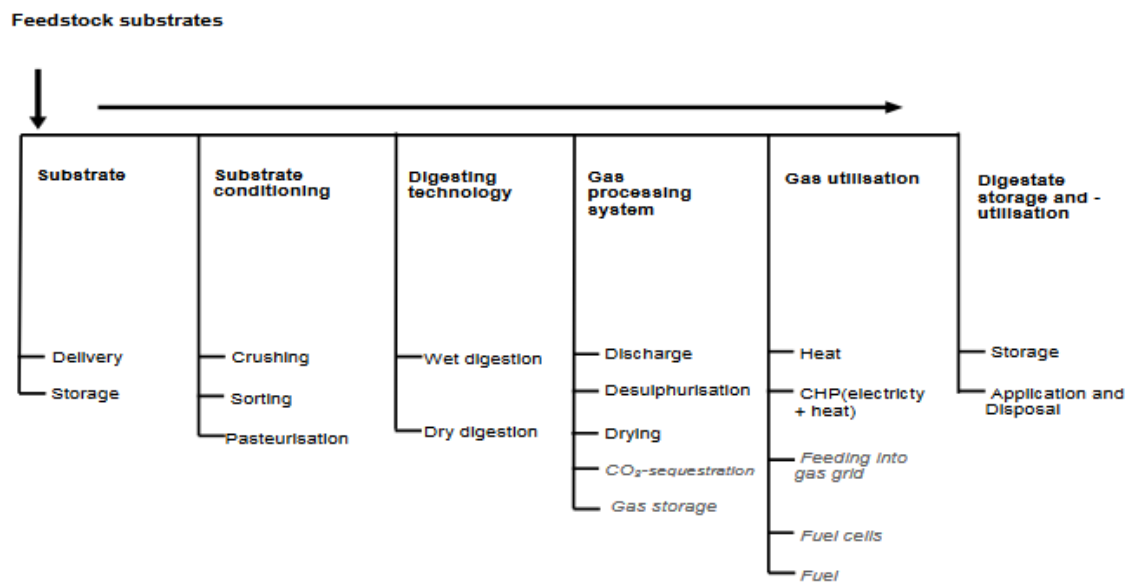 Feedstock substrates
Substrate
Delivery
Storage
Substrate
conditioning
Crushing
Sorting
Pasteurisation
Digesting
technology
Wet digestion
Dry digestion
Gas
processing
system
Discharge
Desulphurisation
Drying
CO₂-sequestration
Gas storage
Gas utilisation
Heat
CHP(electricty
+ heat)
Feeding into
gas grid
Fuel cells
Fuel
Digestate
storage and -
utilisation
Storage
Application and
Disposal